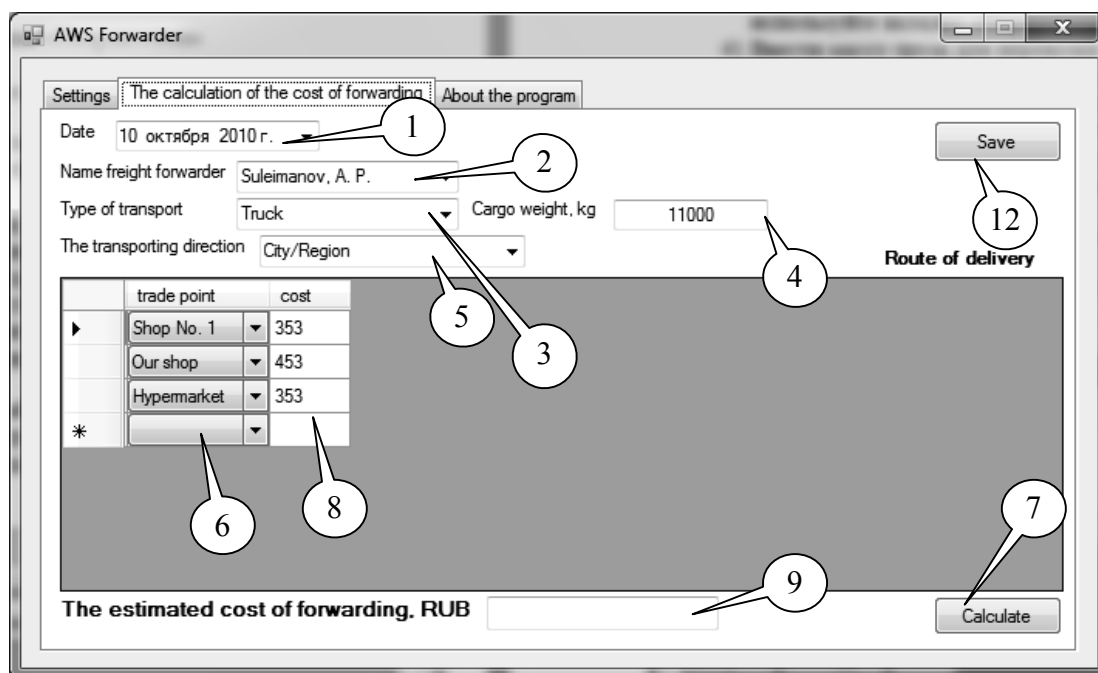 AWS Forwarder
Settings The calculation of the cost of forwarding About the program
Date 10 октября 2010 г. 1 Save
Name freight forwarder Suleimanov, A. P. 2
Type of transport Truck Cargo weight, kg 11000 12
The transporting direction City/Region 4
Route of delivery
trade point cost 5
Shop No. 1 353
Our shop 453 3
Hypermarket 353
6 8 7
9
The estimated cost of forwarding, RUB Calculate